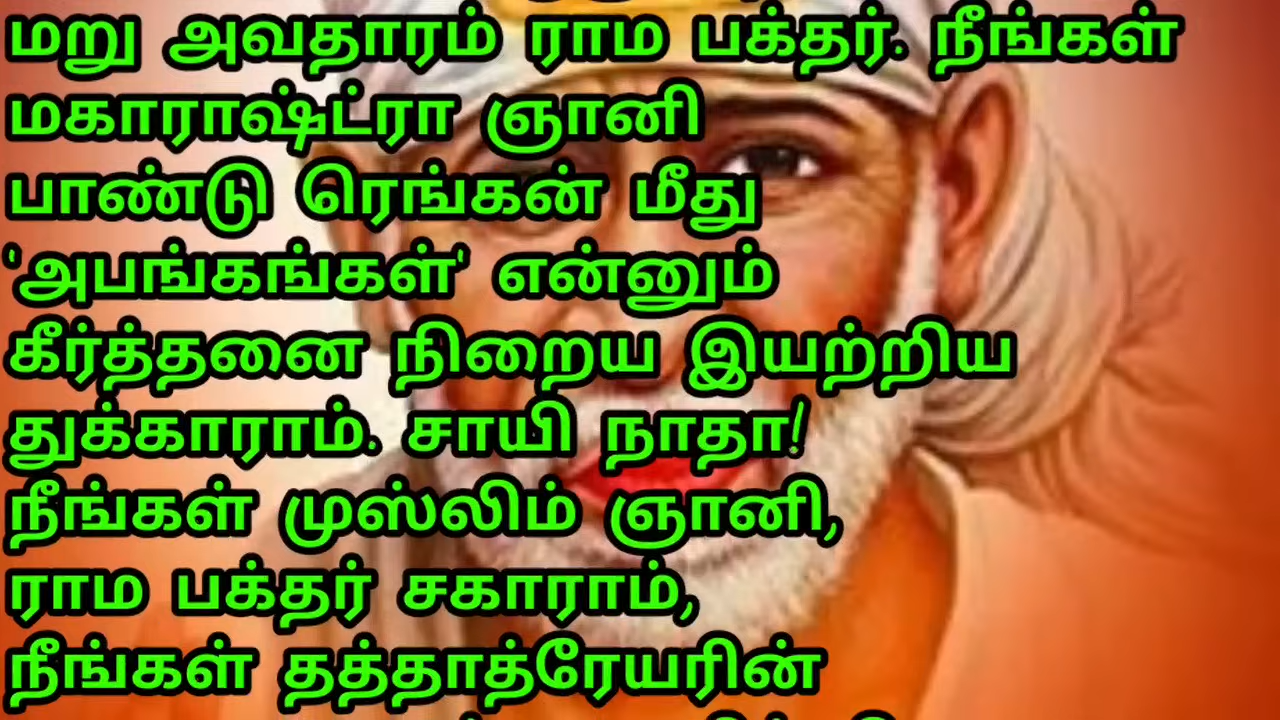 மறு அவதாரம் ராம பக்தர். நீங்கள்
மகாராஷ்ட்ரா ஞானி
பாண்டு ரெங்கன் மீது
'அபங்கங்கள்' என்னும்
கீர்த்தனை நிறைய இயற்றிய
துக்காராம். சாயி நாதா!
நீங்கள் முஸ்லிம் ஞானி,
ராம பக்தர் சகாராம்,
நீங்கள் தத்தாத்ரேயரின்